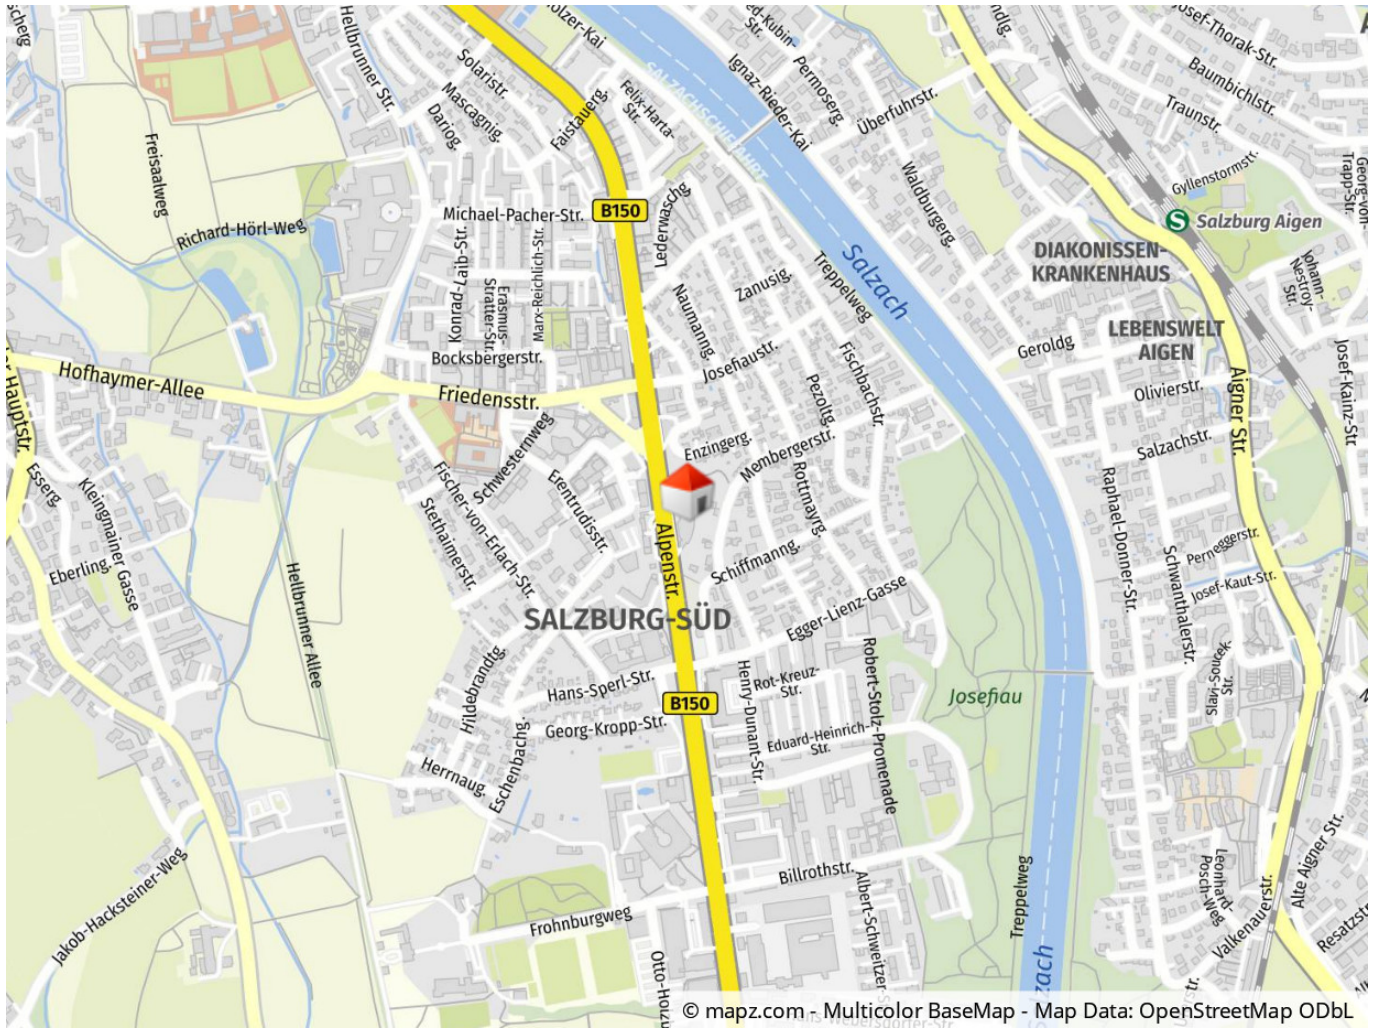 Hellbrunner Str.
Solaristr.
Mascagnig.
Dariog.
Faistauerg.
Felix-Harta-
Str.
SALZACHSCHIFFAHRT
Ignaz-Rieder-Kai
Permoserg.
Überfuhrstr.
Josef-Thorak-Str.
Baumbichlstr.
Traunstr.
Gyllenstormstr.
Georg-von-
Trapp-Str.
Freisaalweg
Richard-Hörl-Weg
Michael-Pacher-Str.
B150
Lederwaschg
Waldburgerg.
Salzburg Aigen
DIAKONISSEN-
KRANKENHAUS
Johann-
Nestroy-
Str.
Konrad-Laib-Str.
Erasmus-
Stratter-Str.
Marx-Reichlich-Str.
Zanusig.
Treppelweg
Salzach
Naumanng.
Josefiaustr.
Fischbachstr.
Geroldg
LEBENSWELT
AIGEN
Josef-Kainz-Str.
Bocksbergerstr.
Hofhaymer-Allee
Friedensstr.
Pezoltg.
Olivierstr.
Aigner Str.
Enzingerg.
Membergerstr.
Salzachstr.
Schwesternweg
Fischer-von-Erlach-Str.
Stethaimerstr.
Eberling.
Kleingmainer Gasse
Esserg
Rottmayrg.
Raphael-Donner-Str.
Alpenstr.
Schiffmanng.
Perneggerstr.
Josef-Kaut-Str.
Schwanthalerstr.
Hellbrunner Allee
SALZBURG-SÜD
Egger-Lienz-Gasse
Hildebrandtg.
Hans-Sperl-Str.
B150
Henry-Dunant-Str.
Rot-Kreuz-
Str.
Robert-Stolz-Promenade
Josefiau
Slavi-Soucek-
Str.
Georg-Kropp-Str.
Eduard-Heinrich-
Str.
Herrnaug.
Eschenbachg.
Jakob-Hacksteiner-Weg
Billrothstr.
Albert-Schweitzer-
Treppelweg
Leonhard-
Posch-Weg
Alte Aigner Str.
Valkenauerstr.
Frohnburgweg
Salzach
© mapz.com - Multicolor BaseMap - Map Data: OpenStreetMap ODbL